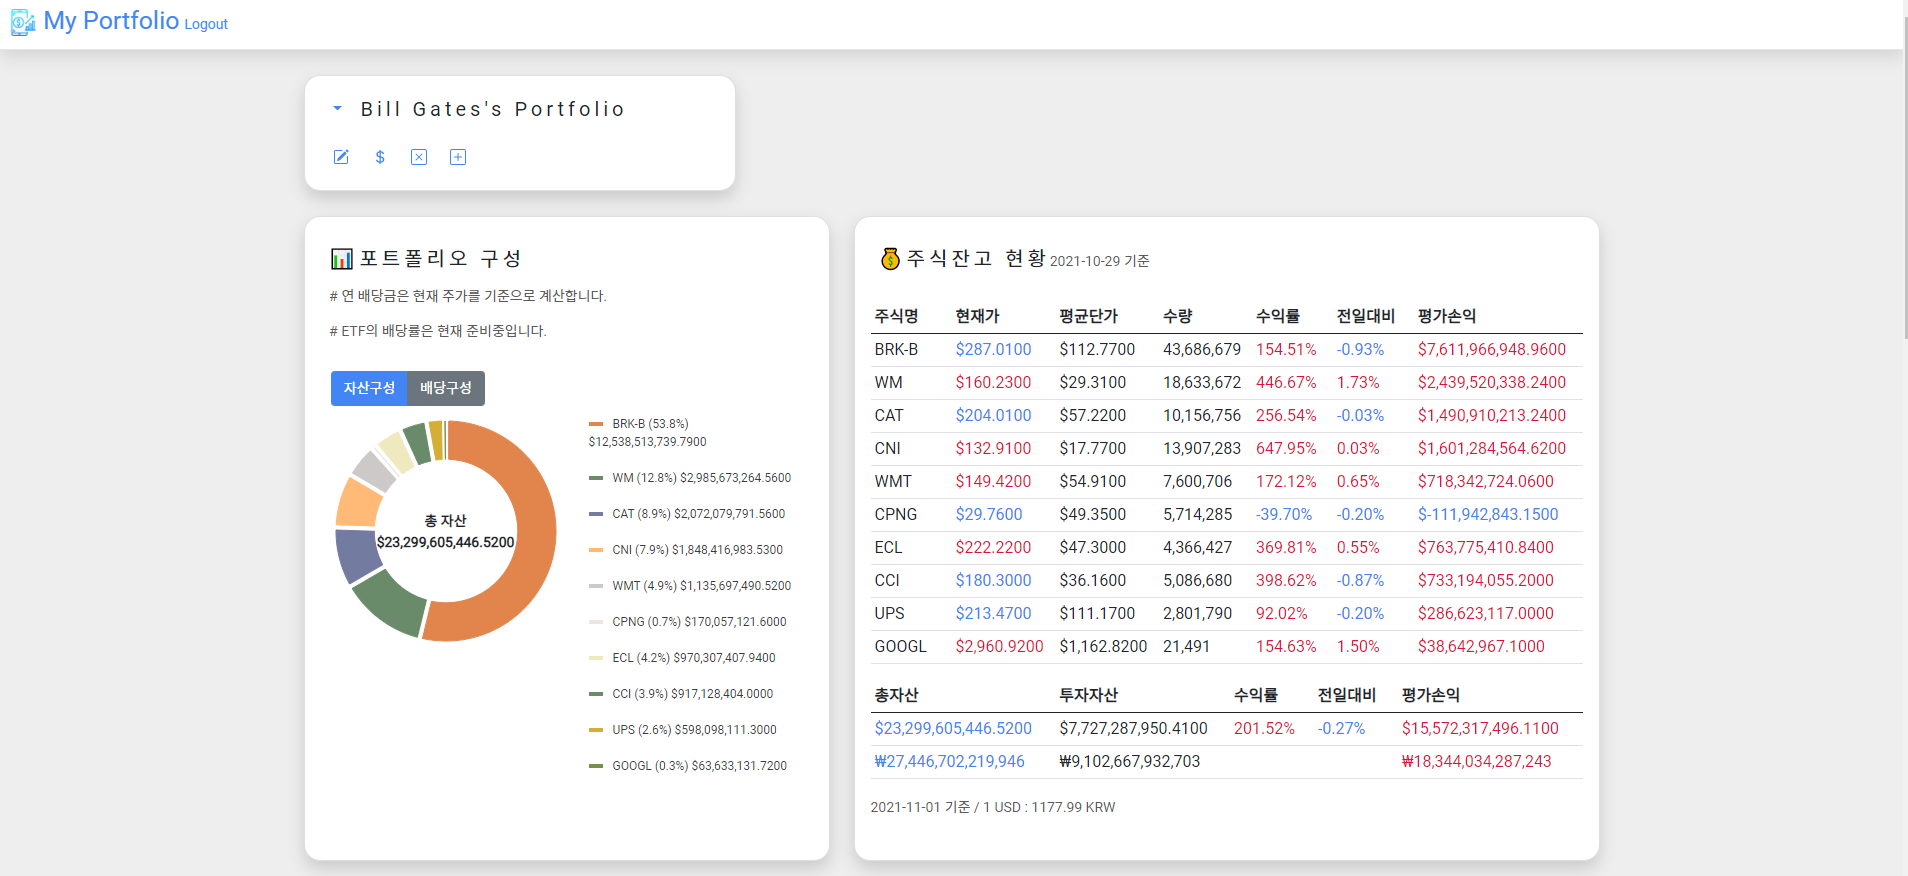 My Portfolio Logout
Bill Gates's Portfolio
포트폴리오 구성
# 연 배당금은 현재 주가를 기준으로 계산합니다.
# ETF의 배당률은 현재 준비중입니다.
자산구성 배당구성
총 자산
$23,299,605,446.5200
BRK-B (53.8%)
$12,538,513,739.7900
WM (12.8%) $2,985,673,264.5600
CAT (8.9%) $2,072,079,791.5600
CNI (7.9%) $1,848,416,983.5300
WMT (4.9%) $1,135,697,490.5200
CPNG (0.7%) $170,057,121.6000
ECL (4.2%) $970,307,407.9400
CCI (3.9%) $917,128,404.0000
UPS (2.6%) $598,098,111.3000
GOOGL (0.3%) $63,633,131.7200
주식잔고 현황 2021-10-29 기준
주식명 현재가 평균단가 수량 수익률 전일대비 평가손익
BRK-B $287.0100 $112.7700 43,686,679 154.51% -0.93% $7,611,966,948.9600
WM $160.2300 $29.3100 18,633,672 446.67% 1.73% $2,439,520,338.2400
CAT $204.0100 $57.2200 10,156,756 256.54% -0.03% $1,490,910,213.2400
CNI $132.9100 $17.7700 13,907,283 647.95% 0.03% $1,601,284,564.6200
WMT $149.4200 $54.9100 7,600,706 172.12% 0.65% $718,342,724.0600
CPNG $29.7600 $49.3500 5,714,285 -39.70% -0.20% $-111,942,843.1500
ECL $222.2200 $47.3000 4,366,427 369.81% 0.55% $763,775,410.8400
CCI $180.3000 $36.1600 5,086,680 398.62% -0.87% $733,194,055.2000
UPS $213.4700 $111.1700 2,801,790 92.02% -0.20% $286,623,117.0000
GOOGL $2,960.9200 $1,162.8200 21,491 154.63% 1.50% $38,642,967.1000
총자산 투자자산 수익률 전일대비 평가손익
$23,299,605,446.5200 $7,727,287,950.4100 201.52% -0.27% $15,572,317,496.1100
₩27,446,702,219,946 ₩9,102,667,932,703 ₩18,344,034,287,243
2021-11-01 기준 / 1 USD : 1177.99 KRW